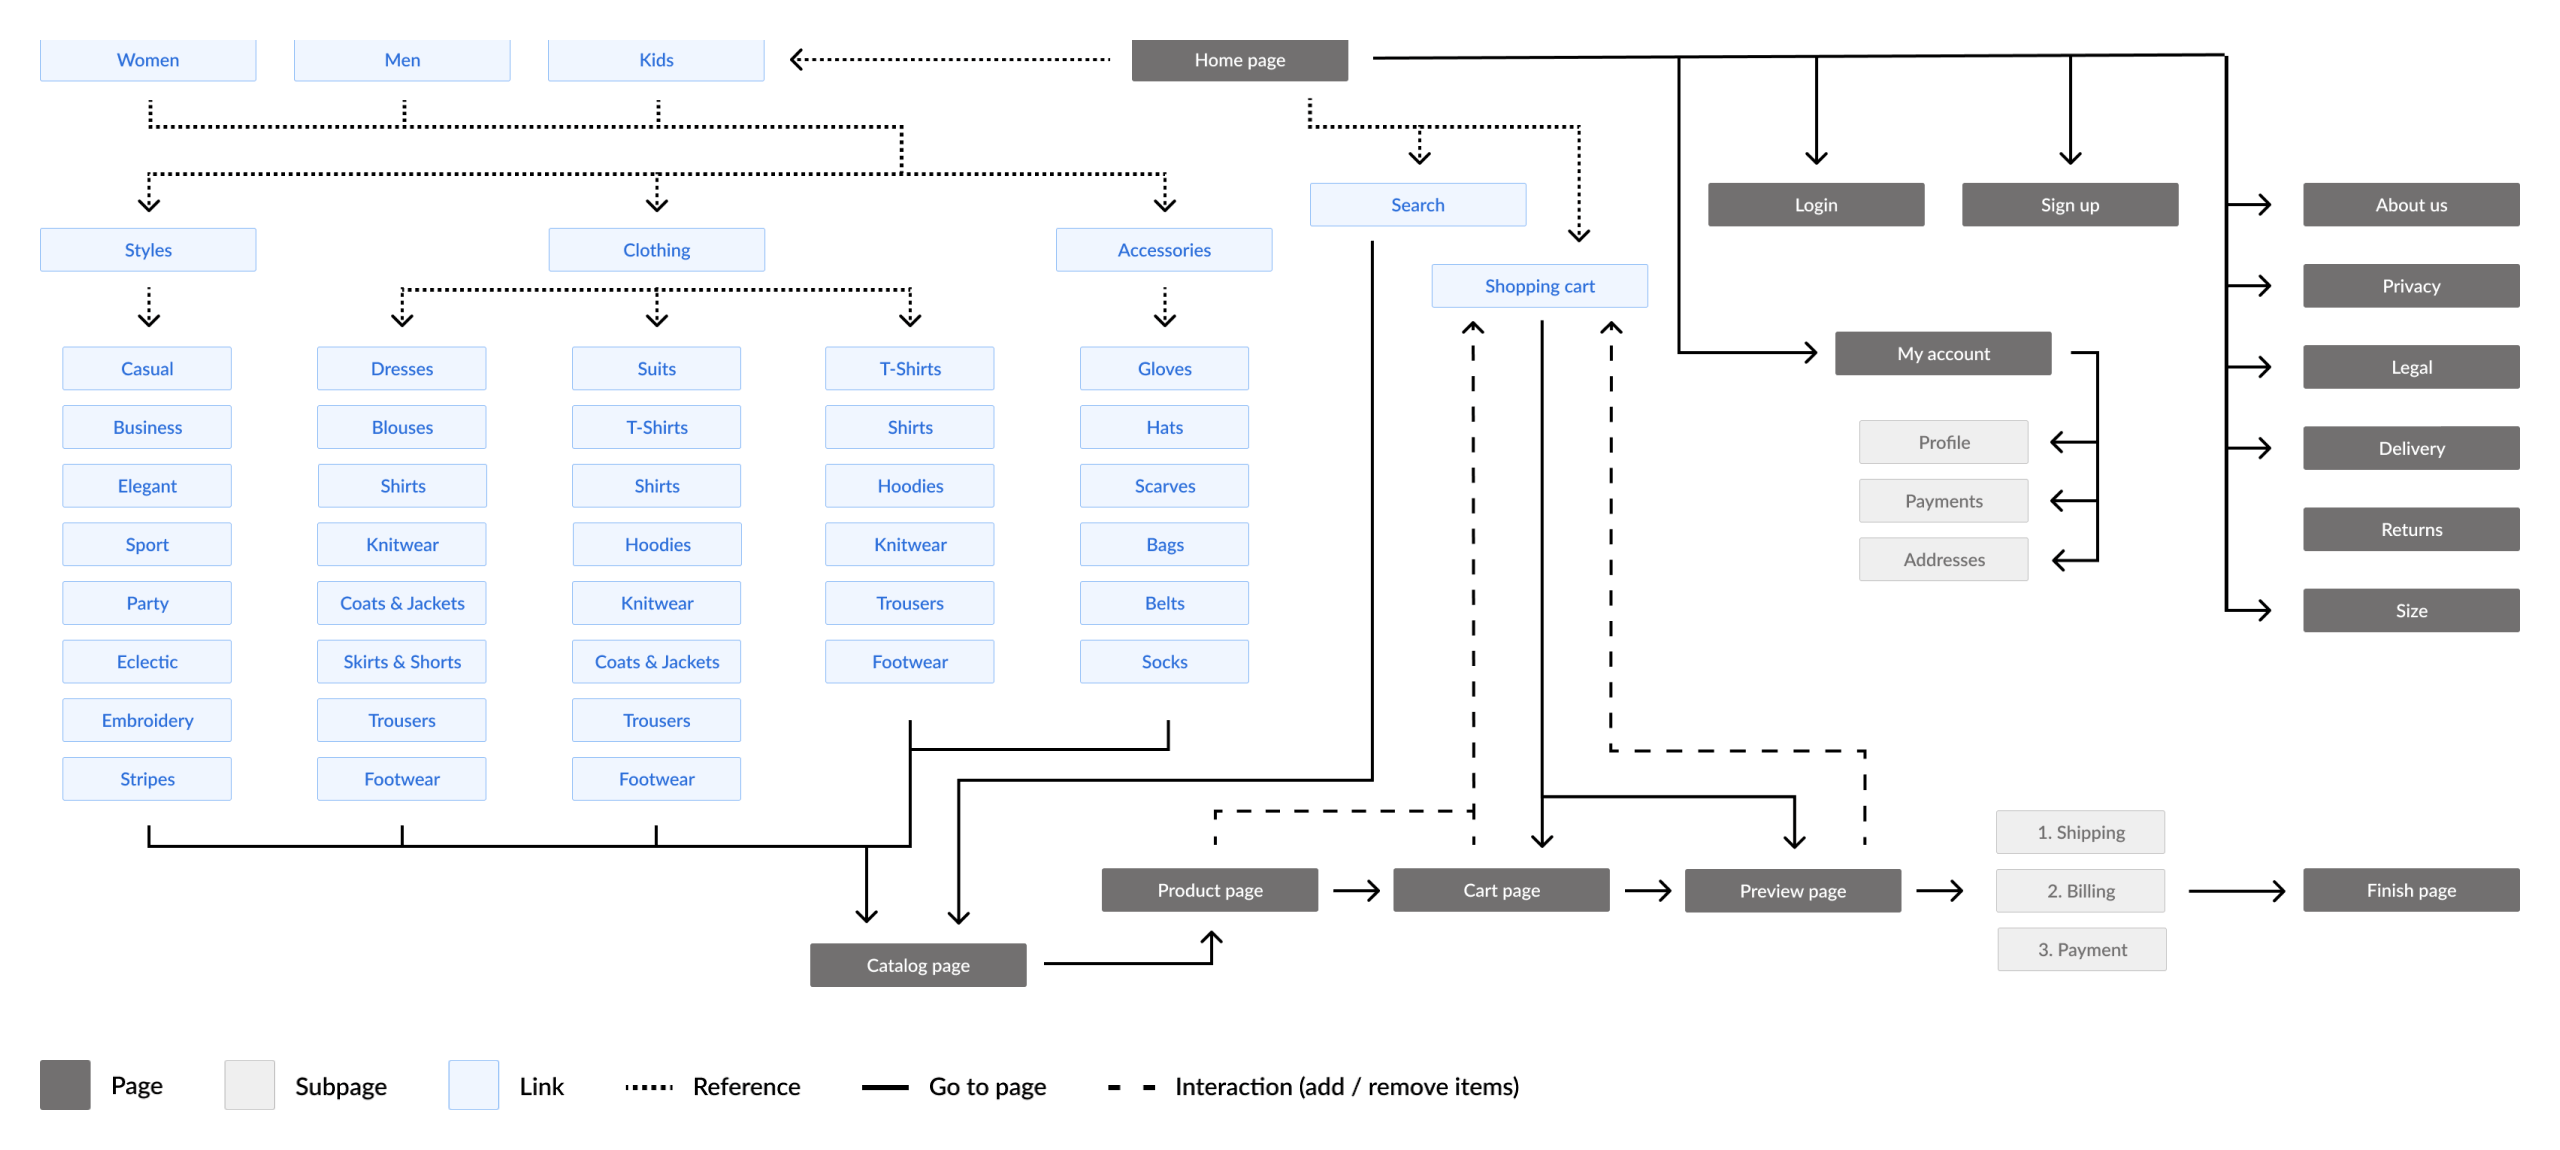 Women
Men
Kids
Home page
Search
Login
Sign up
About us
Styles
Clothing
Accessories
Shopping cart
Privacy
My account
Legal
Casual
Dresses
Suits
T-Shirts
Gloves
Business
Blouses
T-Shirts
Shirts
Hats
Profile
Delivery
Elegant
Shirts
Shirts
Hoodies
Scarves
Payments
Returns
Sport
Knitwear
Hoodies
Knitwear
Bags
Addresses
Party
Coats & Jackets
Knitwear
Trousers
Belts
Size
Eclectic
Skirts & Shorts
Coats & Jackets
Footwear
Socks
Embroidery
Trousers
Trousers
Stripes
Footwear
Footwear
1. Shipping
Product page
Cart page
Preview page
2. Billing
Finish page
3. Payment
Catalog page
Page
Subpage
Link
Reference
Go to page
Interaction (add / remove items)